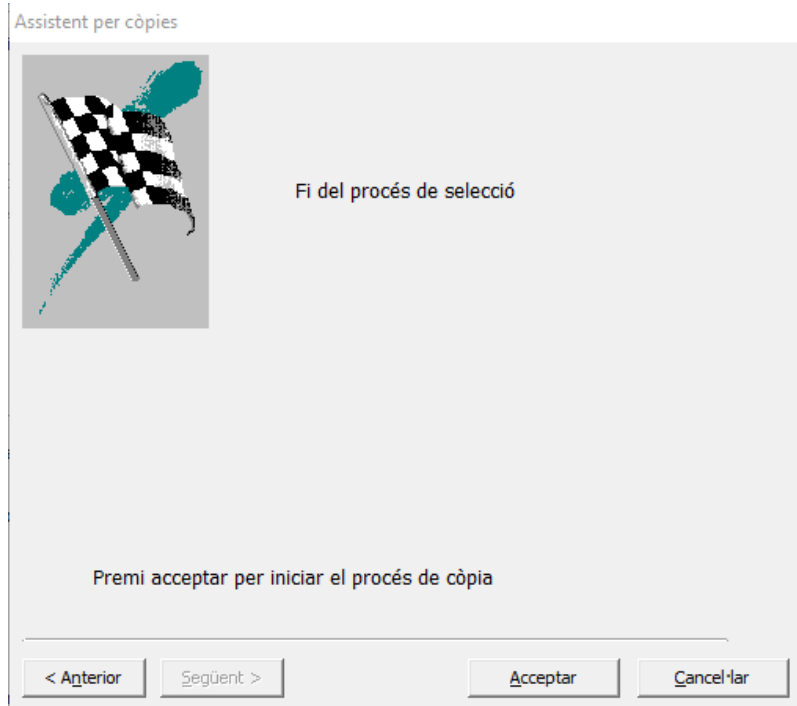 Assistent per còpies
Fi del procés de selecció
Premi acceptar per iniciar el procés de còpia
< Anterior
Següent >
Acceptar
Cancel·lar